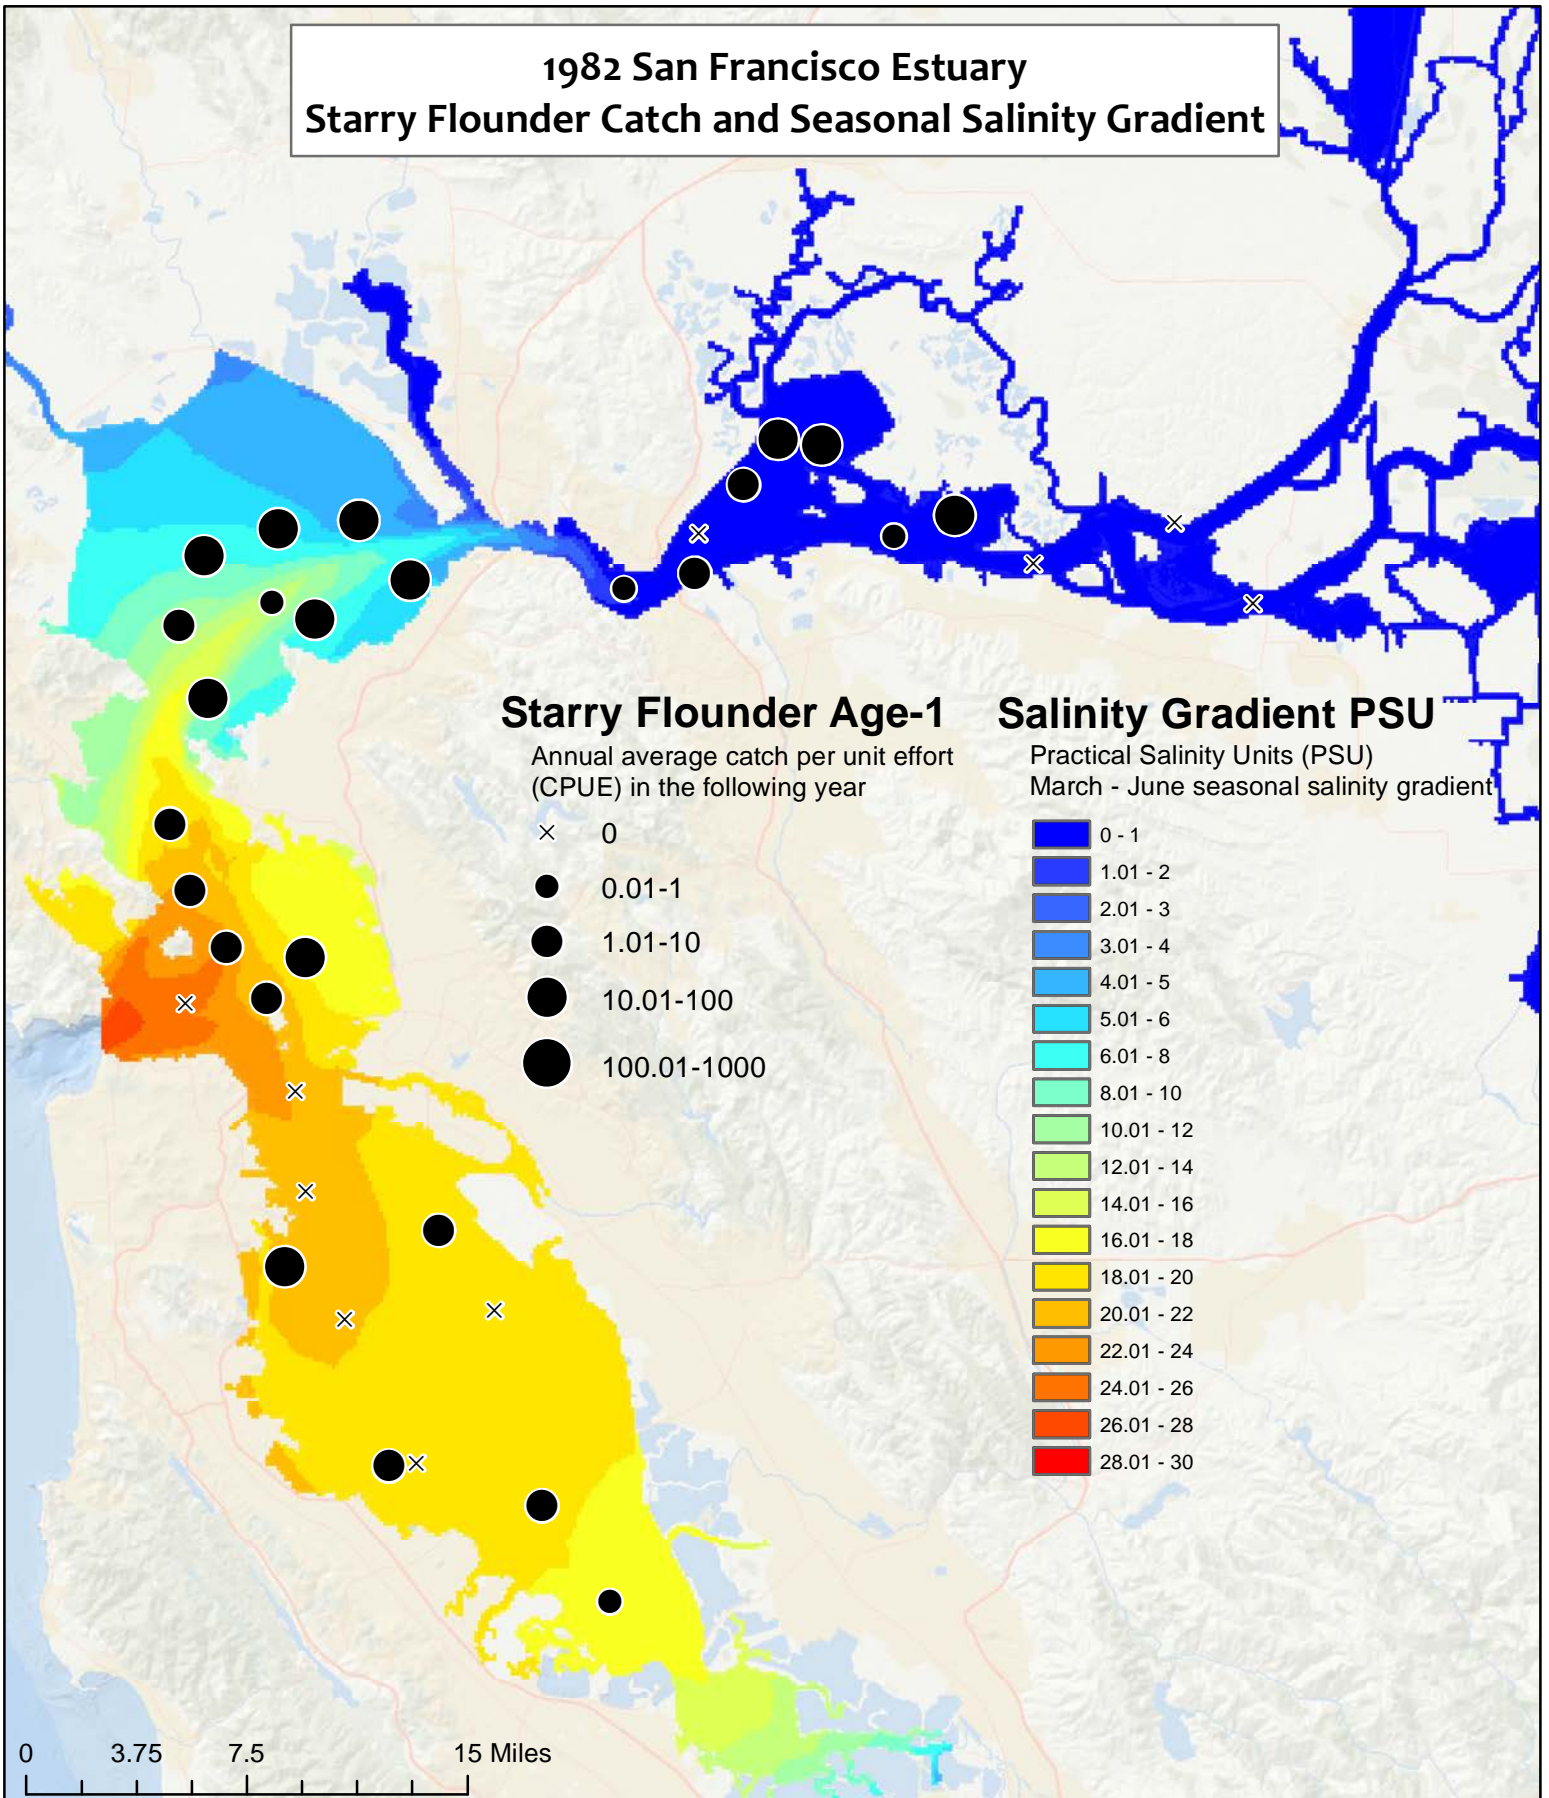 1982 San Francisco Estuary
Starry Flounder Catch and Seasonal Salinity Gradient
Starry Flounder Age-1
Annual average catch per unit effort
(CPUE) in the following year
0
0.01-1
1.01-10
10.01-100
100.01-1000
Salinity Gradient PSU
Practical Salinity Units (PSU)
March - June seasonal salinity gradient
0 - 1
1.01 - 2
2.01 - 3
3.01 - 4
4.01 - 5
5.01 - 6
6.01 - 8
8.01 - 10
10.01 - 12
12.01 - 14
14.01 - 16
16.01 - 18
18.01 - 20
20.01 - 22
22.01 - 24
24.01 - 26
26.01 - 28
28.01 - 30
0 3.75 7.5 15 Miles